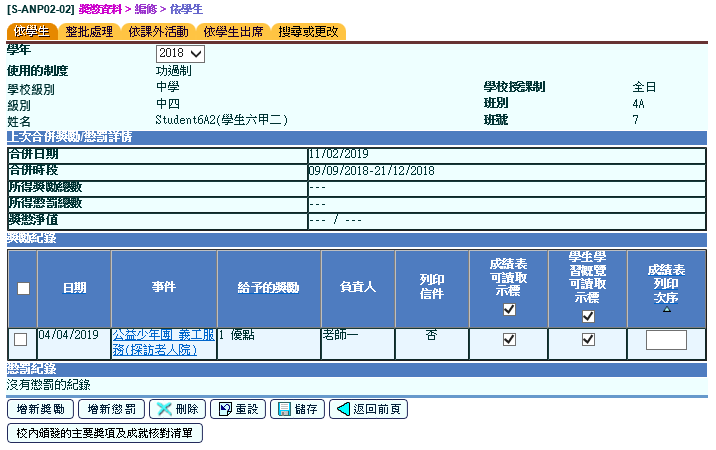 [S-ANP02-02] 獎懲資料 > 編修 > 依學生
依學生 整批處理 依課外活動 依學生出席 搜尋或更改
學年 2018
使用的制度 功過制
學校級別 中學 學校授課制 全日
級別 中四 班別 4A
姓名 Student6A2(學生六甲二) 班號 7
上次合併獎勵/懲罰詳情
合併日期 11/02/2019
合併時段 09/09/2018-21/12/2018
所得獎勵總數 ---
所得懲罰總數 ---
獎懲淨值 --- / ---
獎勵紀錄
日期 事件 給予的獎勵 負責人 列印信件 成績表可讀取示標 學生學習概覽可讀取示標 成績表列印次序
04/04/2019 公益少年團 義工服務(探訪老人院) 1 優點 老師一 否
懲罰紀錄
沒有懲罰的紀錄
增新獎勵 增新懲罰 刪除 重設 儲存 返回前頁
校內頒發的主要獎項及成就核對清單